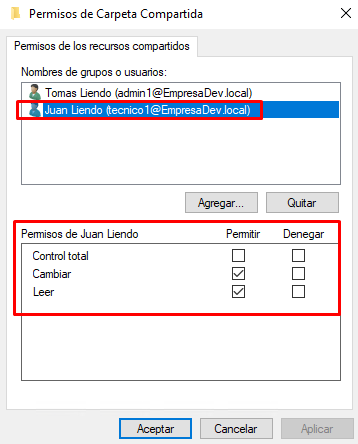 Permisos de Carpeta Compartida
Permisos de los recursos compartidos
Nombres de grupos o usuarios:
Tomas Liendo (admin1@EmpresaDev.local)
Juan Liendo (tecnico1@EmpresaDev.local)
Agregar... Quitar
Permisos de Juan Liendo Permitir Denegar
Control total
Cambiar
Leer
Aceptar Cancelar Aplicar